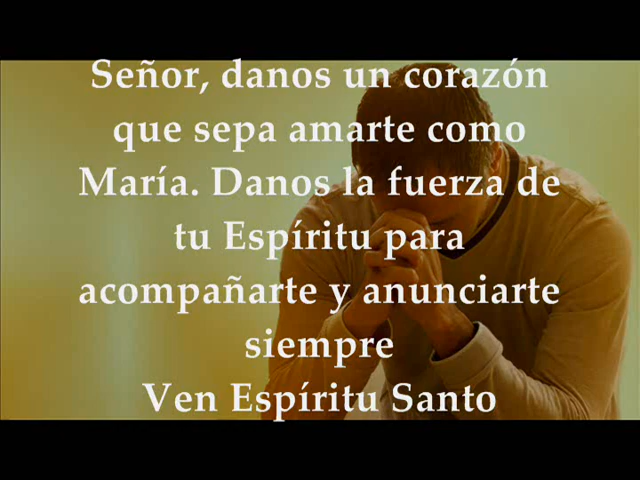 Señor, danos un corazón
que sepa amarte como
María. Danos la fuerza de
tu Espíritu para
acompañarte y anunciarte
siempre
Ven Espíritu Santo